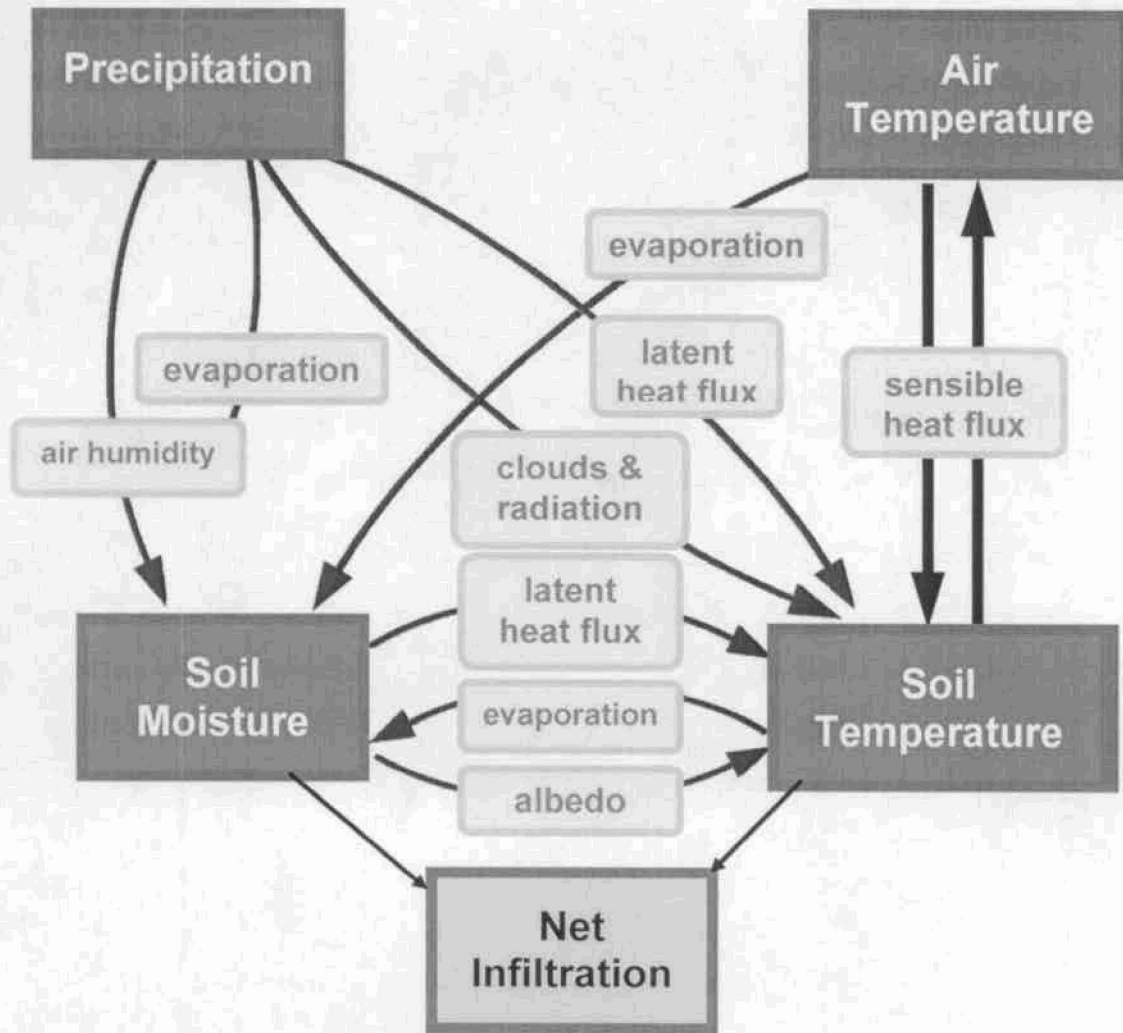 Precipitation
Air
Temperature
evaporation
evaporation
latent
heat flux
sensible
heat flux
air humidity
clouds &
radiation
latent
heat flux
Soil
Moisture
Soil
Temperature
evaporation
albedo
Net
Infiltration